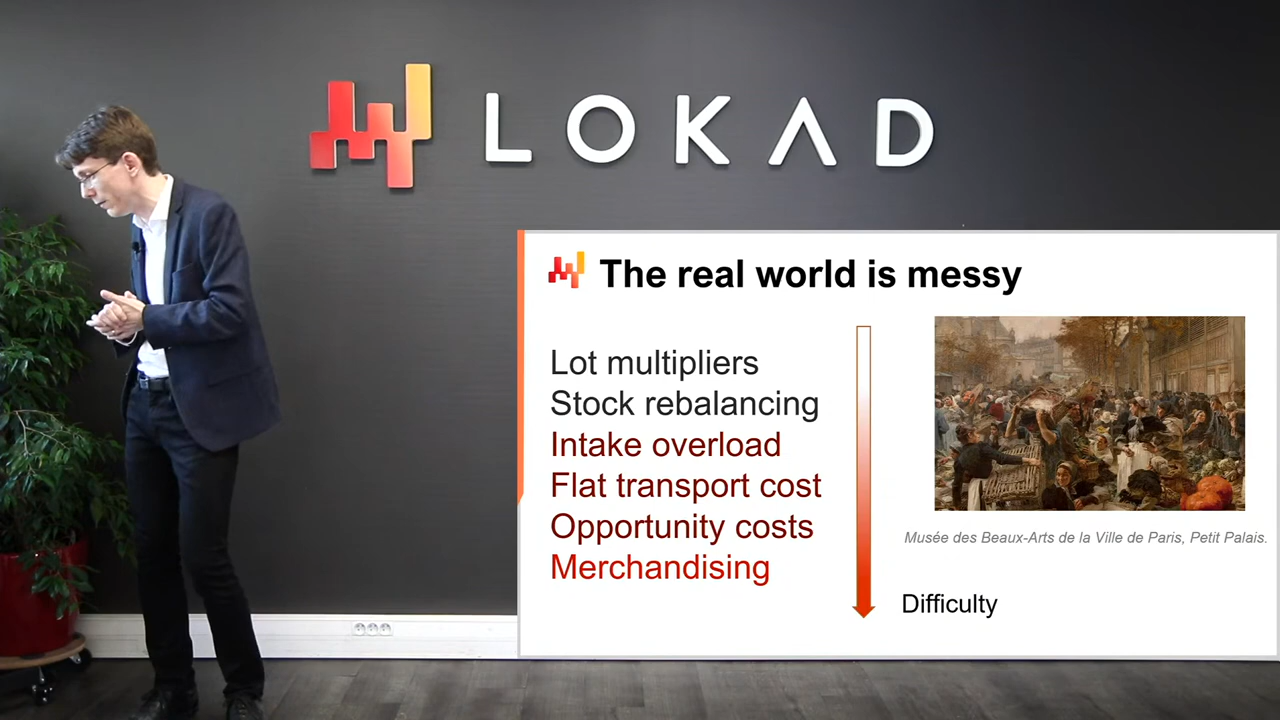 LOKAD
The real world is messy
Lot multipliers
Stock rebalancing
Intake overload
Flat transport cost
Opportunity costs
Merchandising
Musée des Beaux-Arts de la Ville de Paris, Petit Palais.
Difficulty